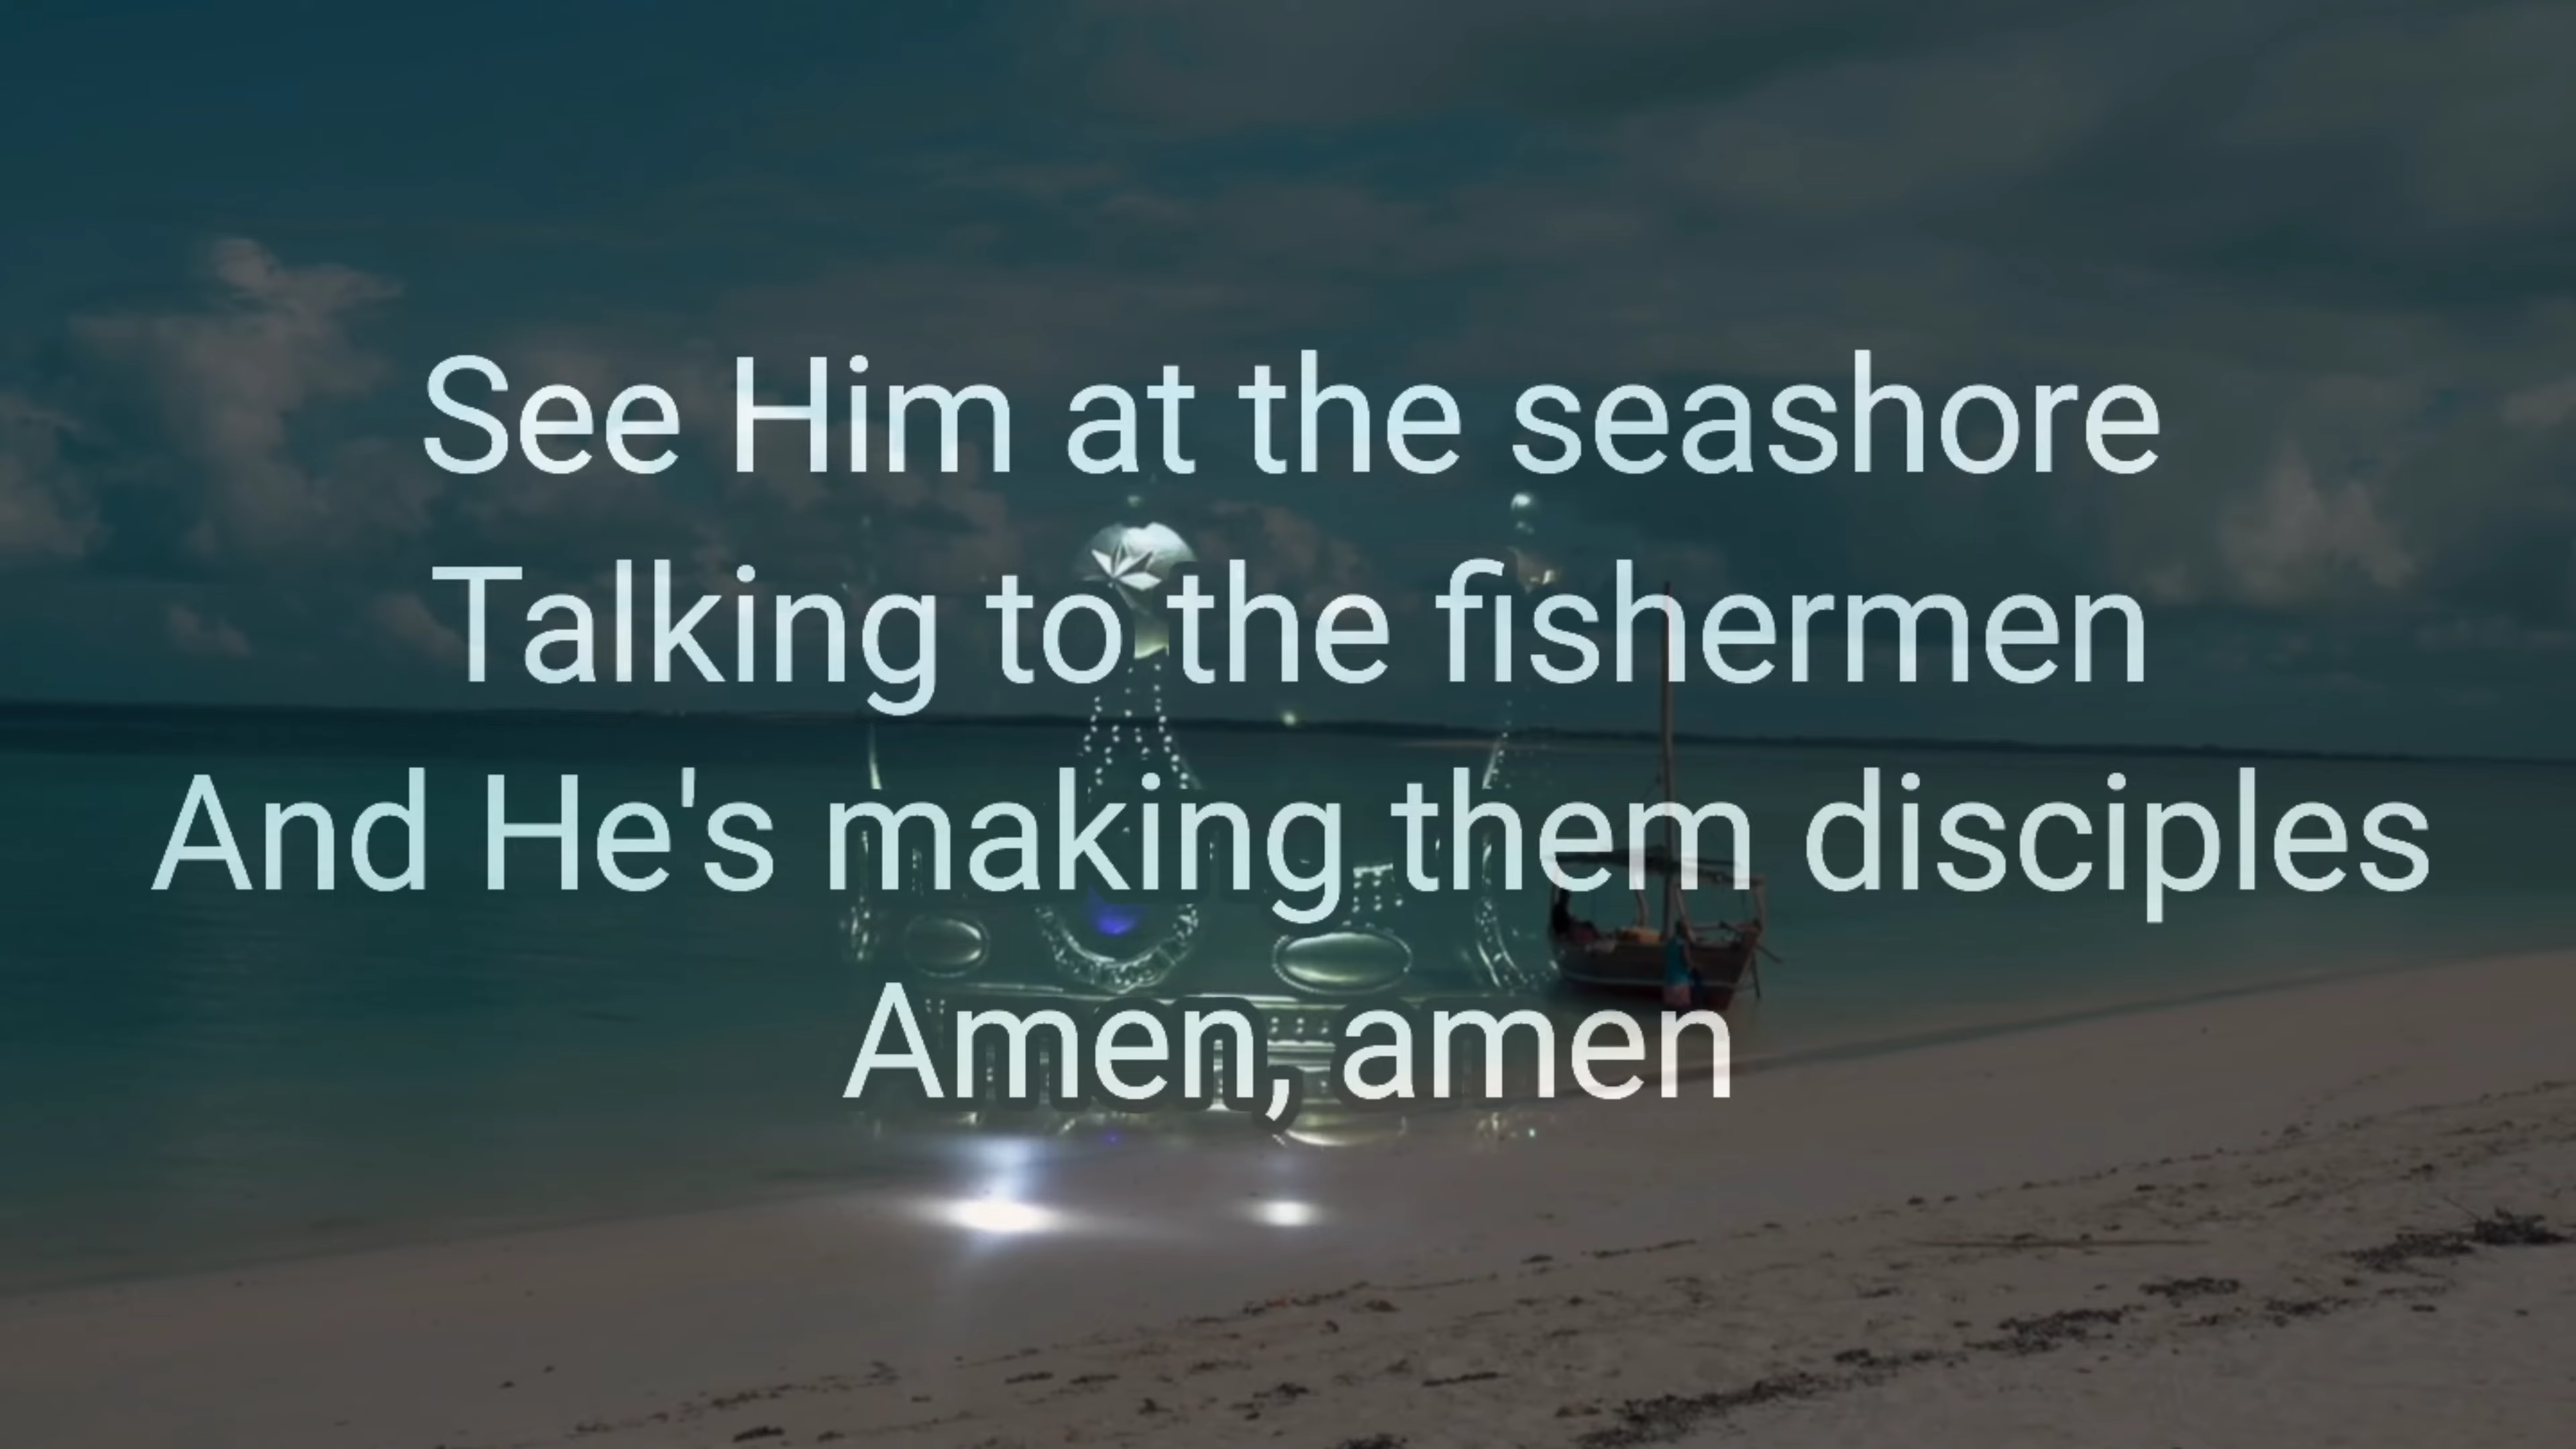 See Him at the seashore
Talking to the fishermen
And He's making them disciples
Amen, amen